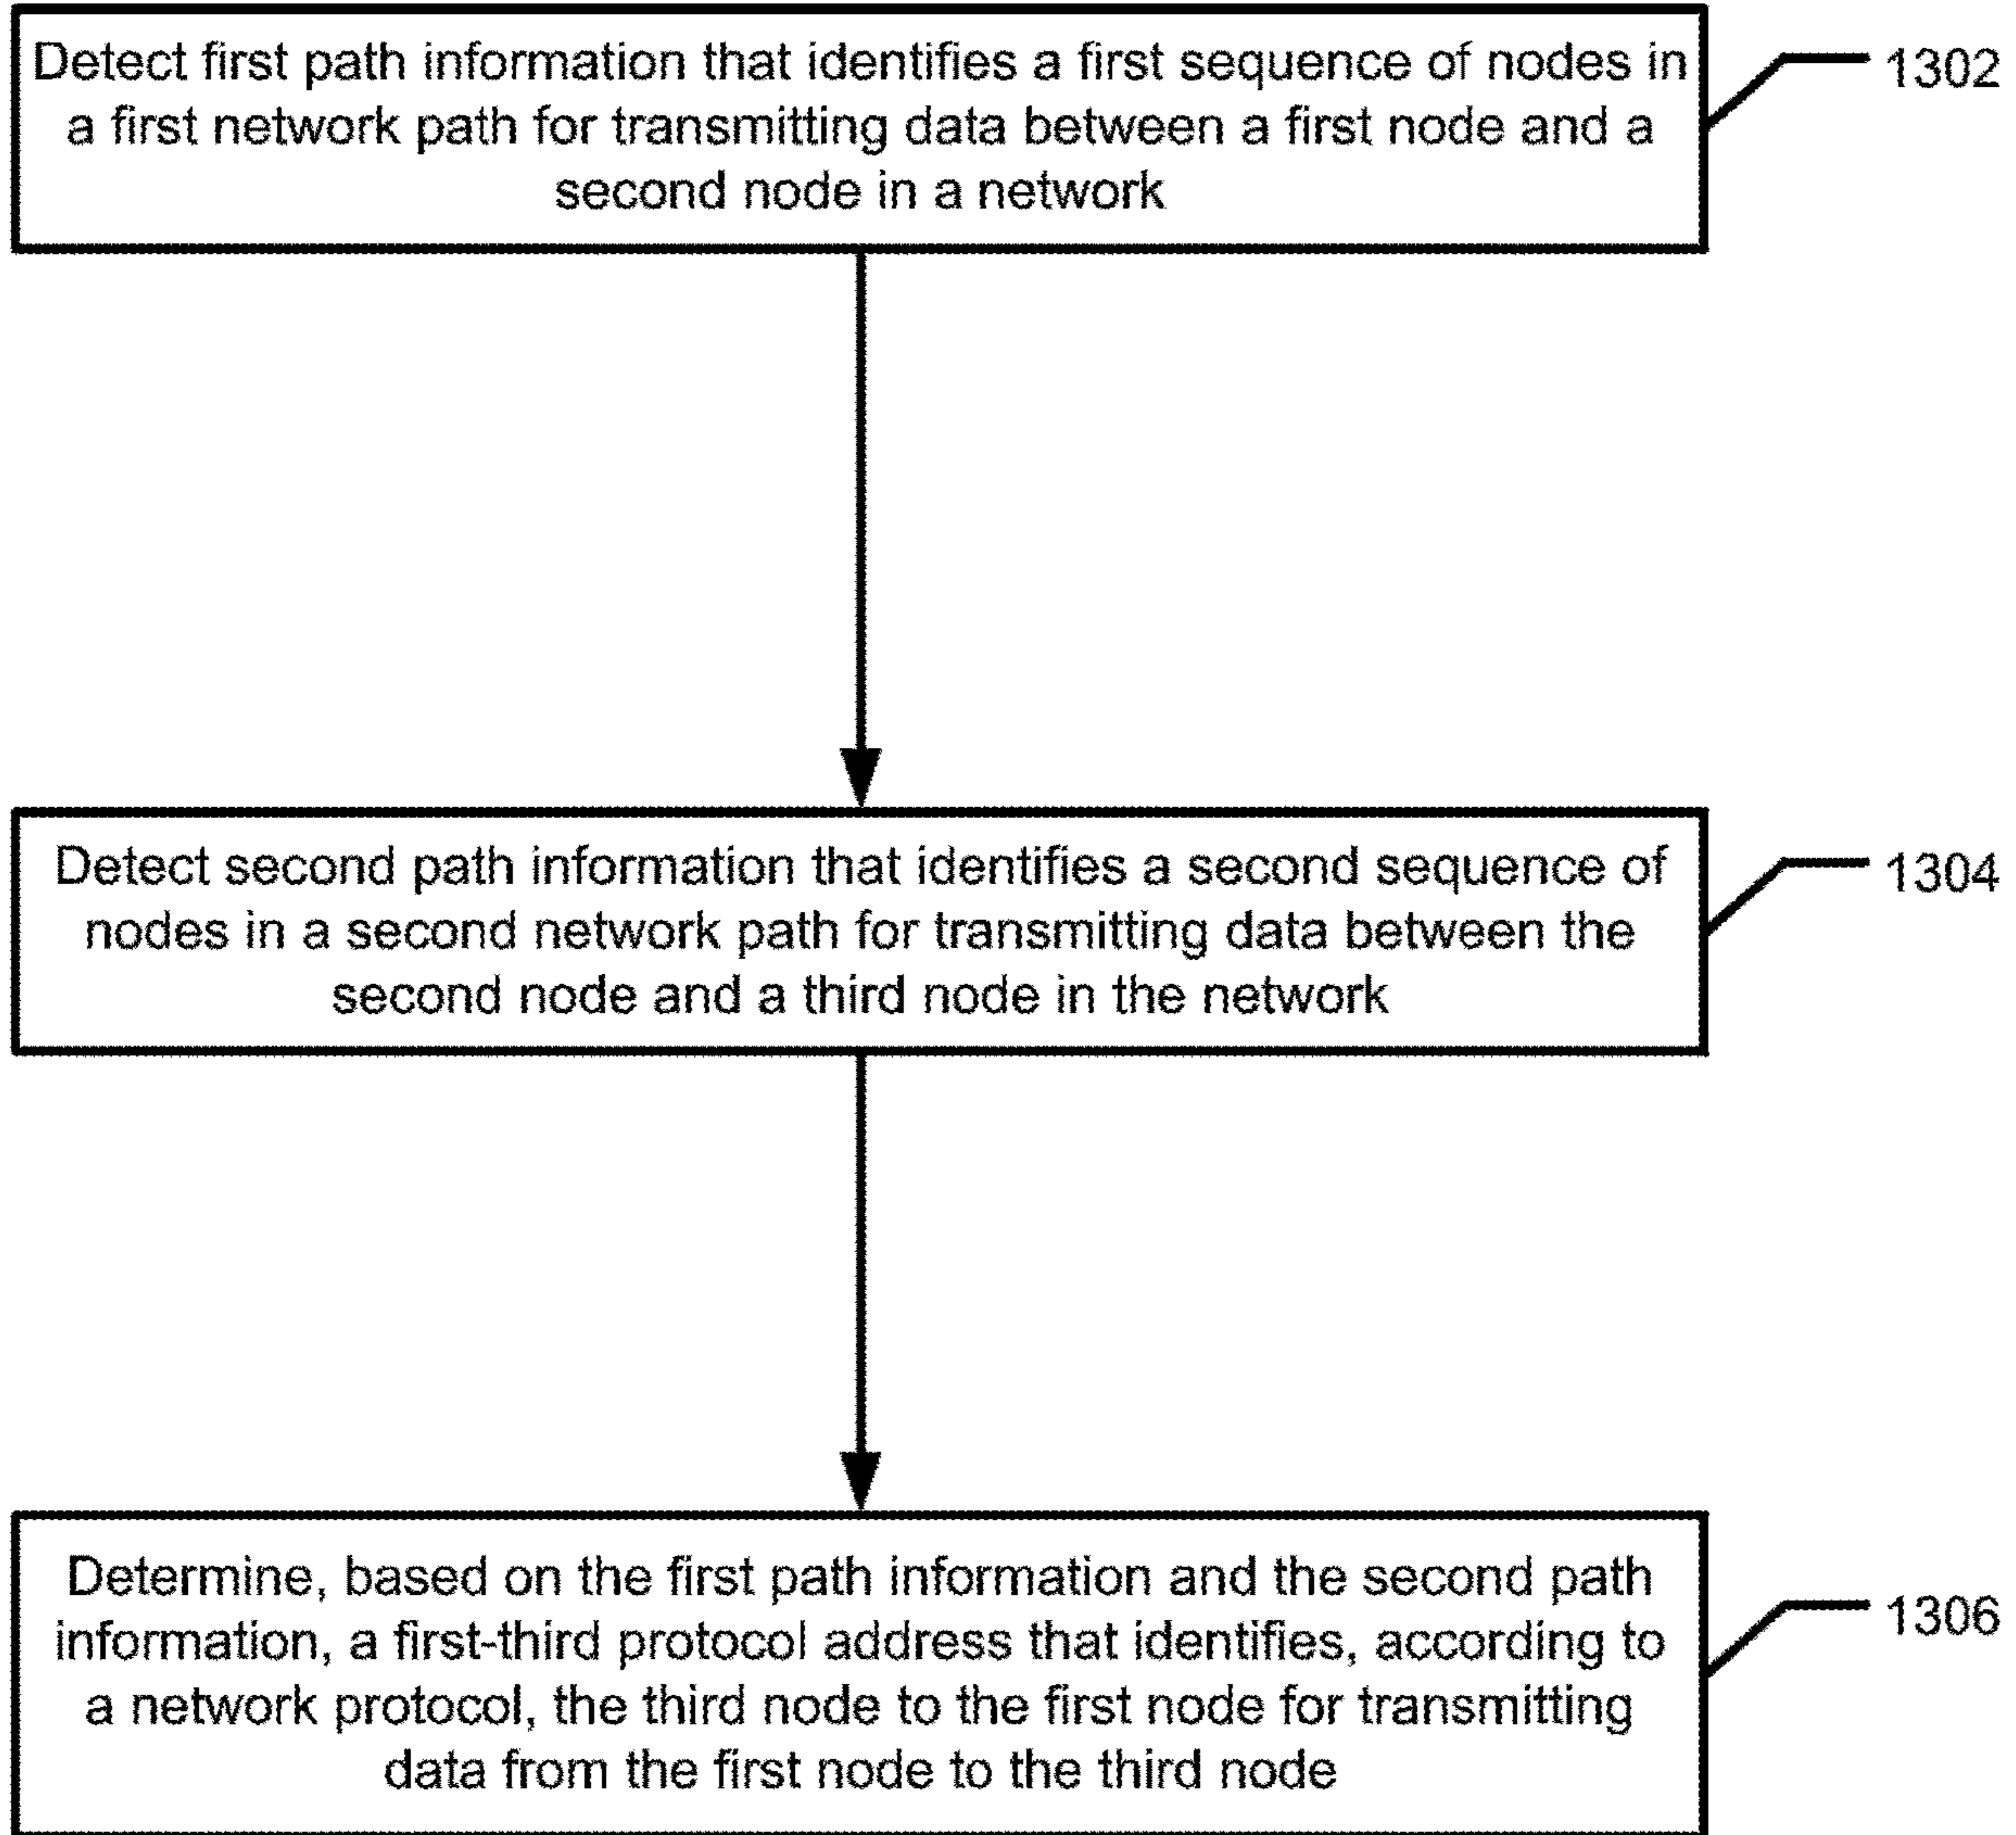 Detect first path information that identifies a first sequence of nodes in
a first network path for transmitting data between a first node and a
second node in a network
1302
Detect second path information that identifies a second sequence of
nodes in a second network path for transmitting data between the
second node and a third node in the network
1304
Determine, based on the first path information and the second path
information, a first-third protocol address that identifies, according to
a network protocol, the third node to the first node for transmitting
data from the first node to the third node
1306